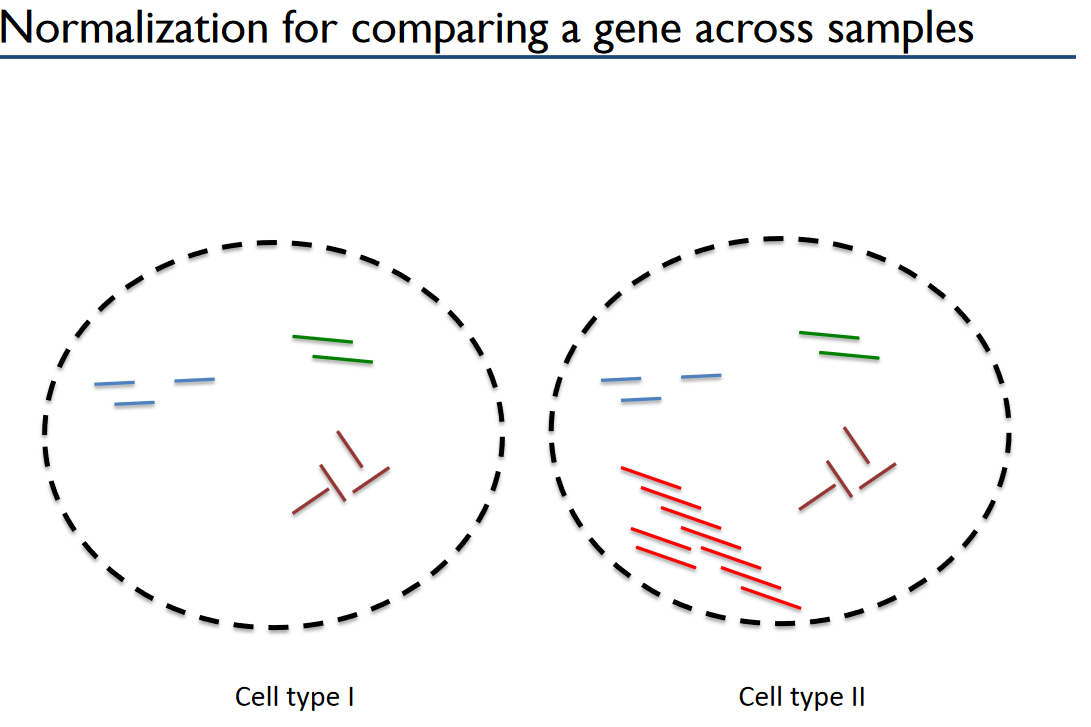 Normalization for comparing a gene across samples
Cell type I
Cell type II